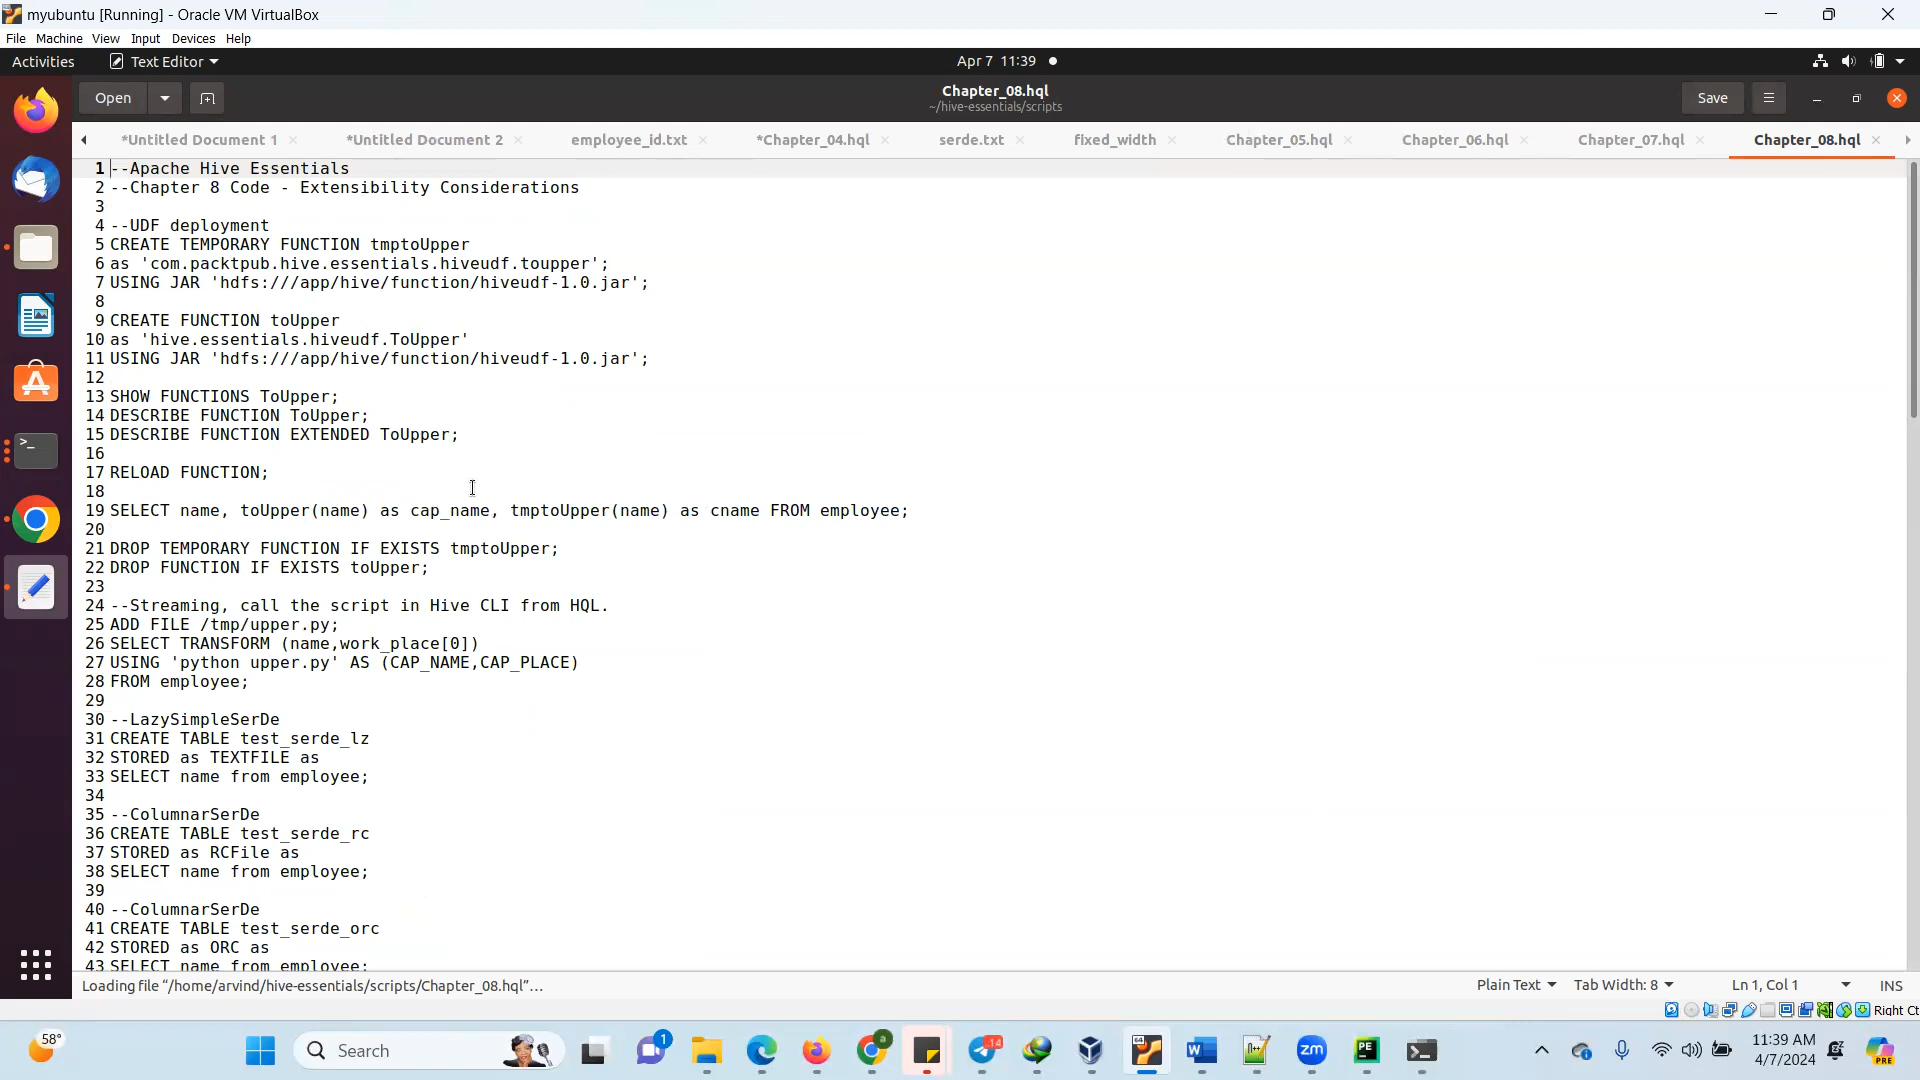 myubuntu [Running] - Oracle VM VirtualBox
File Machine View Input Devices Help
Activities Text Editor Apr 7 11:39
Open Chapter_08.hql Save
~/hive-essentials/scripts
*Untitled Document 1 *Untitled Document 2 employee_id.txt *Chapter_04.hql serde.txt fixed_width Chapter_05.hql Chapter_06.hql Chapter_07.hql Chapter_08.hql
1 --Apache Hive Essentials
2 --Chapter 8 Code - Extensibility Considerations
3
4 --UDF deployment
5 CREATE TEMPORARY FUNCTION tmptoUpper
6 as 'com.packtpub.hive.essentials.hiveudf.toupper';
7 USING JAR 'hdfs:///app/hive/function/hiveudf-1.0.jar';
8
9 CREATE FUNCTION toUpper
10 as 'hive.essentials.hiveudf.ToUpper'
11 USING JAR 'hdfs:///app/hive/function/hiveudf-1.0.jar';
12
13 SHOW FUNCTIONS ToUpper;
14 DESCRIBE FUNCTION ToUpper;
15 DESCRIBE FUNCTION EXTENDED ToUpper;
16
17 RELOAD FUNCTION;
18
19 SELECT name, toUpper(name) as cap_name, tmptoUpper(name) as cname FROM employee;
20
21 DROP TEMPORARY FUNCTION IF EXISTS tmptoUpper;
22 DROP FUNCTION IF EXISTS toUpper;
23
24 --Streaming, call the script in Hive CLI from HQL.
25 ADD FILE /tmp/upper.py;
26 SELECT TRANSFORM (name,work_place[0])
27 USING 'python upper.py' AS (CAP_NAME,CAP_PLACE)
28 FROM employee;
29
30 --LazySimpleSerDe
31 CREATE TABLE test_serde_lz
32 STORED as TEXTFILE as
33 SELECT name from employee;
34
35 --ColumnarSerDe
36 CREATE TABLE test_serde_rc
37 STORED as RCFile as
38 SELECT name from employee;
39
40 --ColumnarSerDe
41 CREATE TABLE test_serde_orc
42 STORED as ORC as
43 SELECT name from employee;
Loading file “/home/arvind/hive-essentials/scripts/Chapter_08.hql”… Plain Text Tab Width: 8 Ln 1, Col 1 INS
Right Ct
58° Search 1 a 14 64 W zm PE 11:39 AM
4/7/2024 PRE